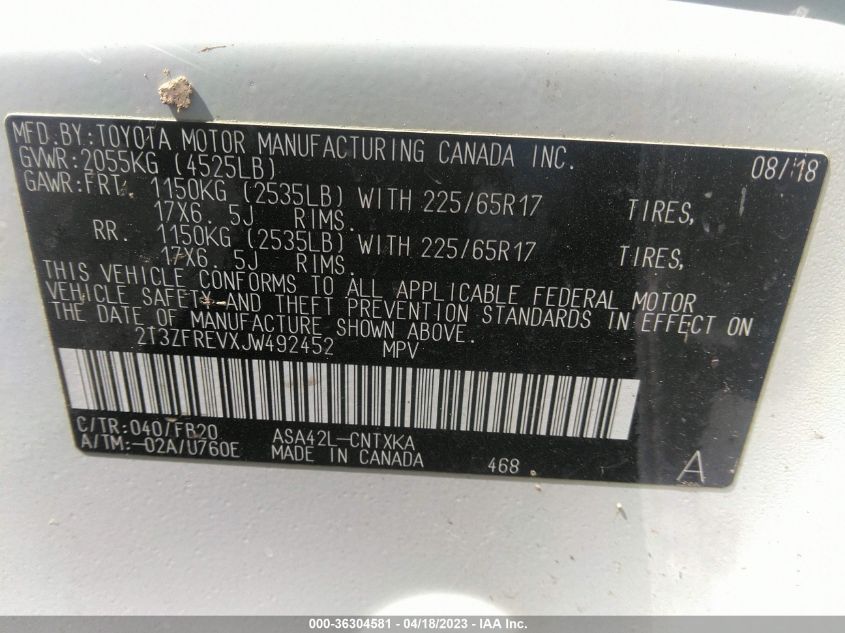 MFD.BY:TOYOTA MOTOR MANUFACTURING CANADA INC. 08/18
GVWR:2055KG (4525LB)
GAWR:FRT. 1150KG (2535LB) WITH 225/65R17 TIRES,
17X6. 5J RIMS.
RR. 1150KG (2535LB) WITH 225/65R17 TIRES,
17X6. 5J RIMS.
THIS VEHICLE CONFORMS TO ALL APPLICABLE FEDERAL MOTOR
VEHICLE SAFETY AND THEFT PREVENTION STANDARDS IN EFFECT ON
THE DATE OF MANUFACTURE SHOWN ABOVE.
2T3ZFREVXJW492452 MPV
C/TR:040/FB20 ASA42L-CNTXKA
A/TM:-02A/U760E MADE IN CANADA 468 A
000-36304581 - 04/18/2023 - IAA Inc.